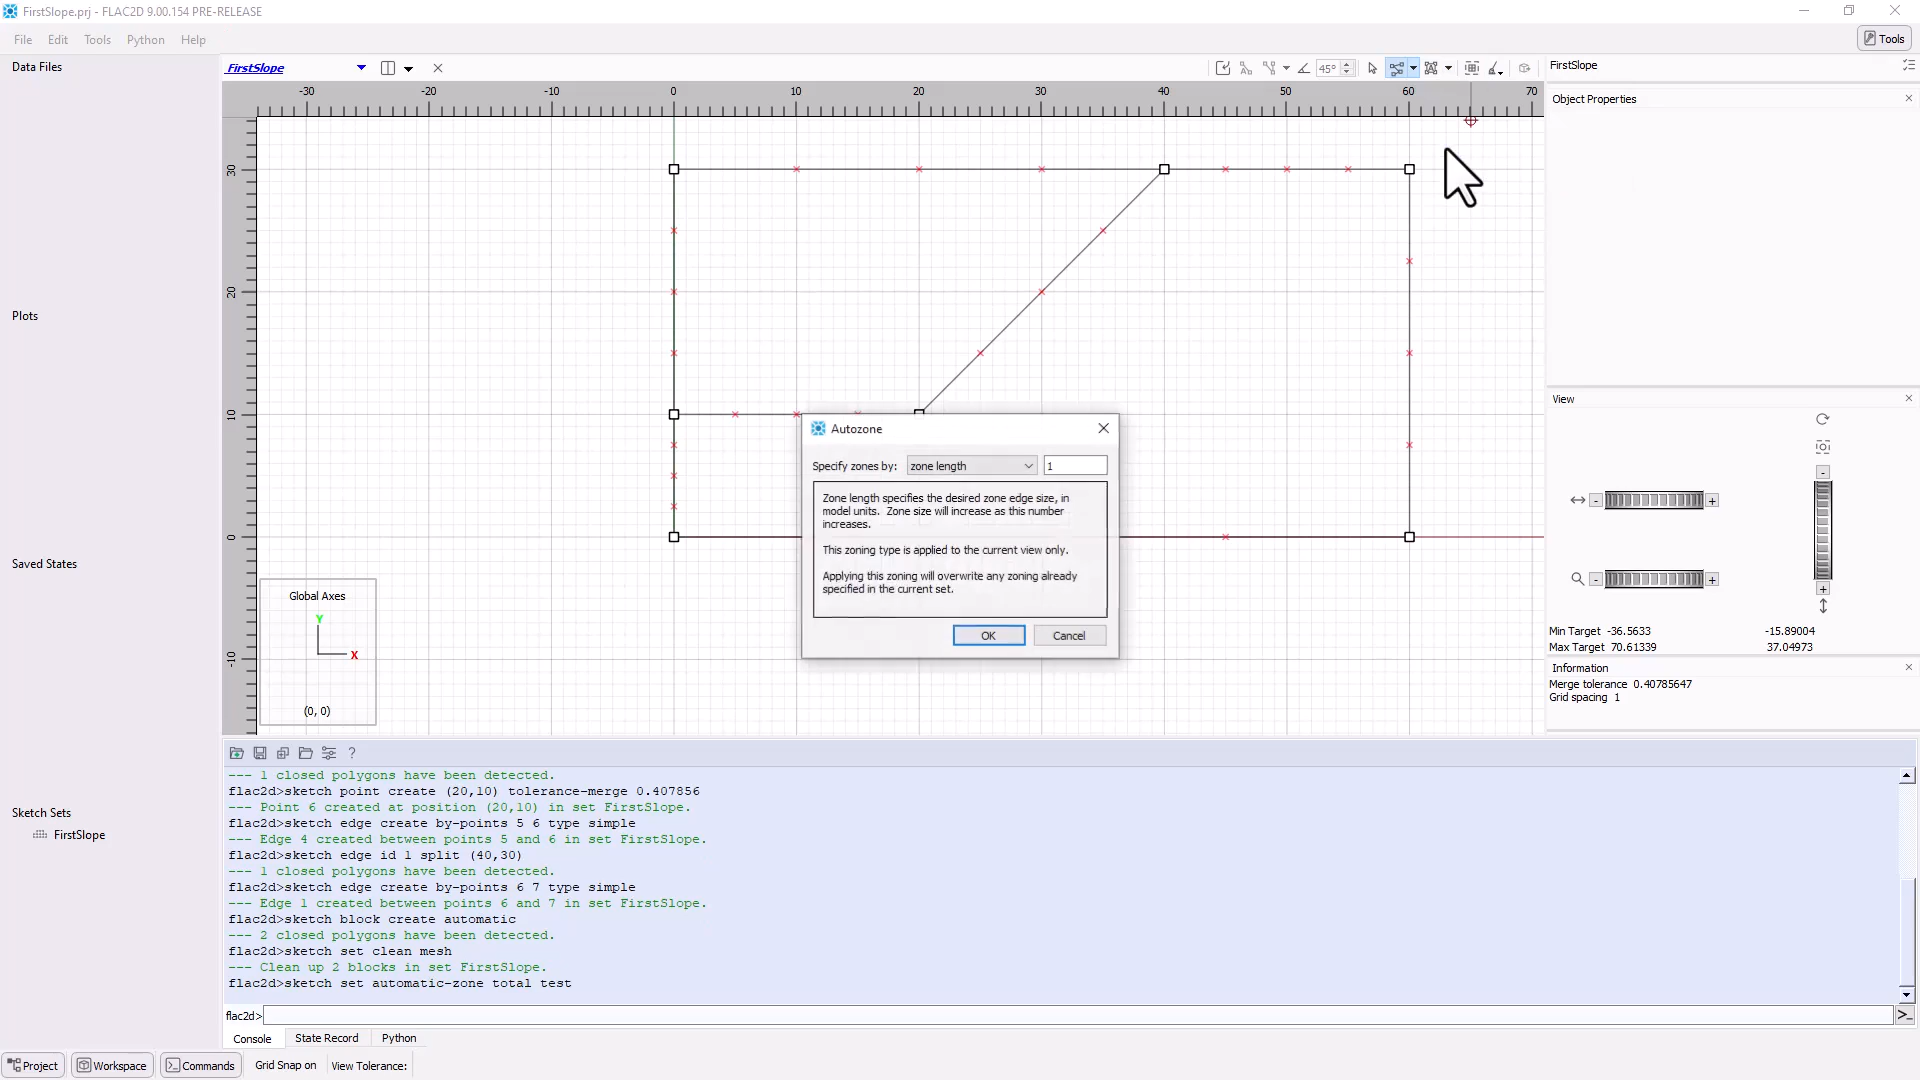 FirstSlope.prj - FLAC2D 9.00.154 PRE-RELEASE
File Edit Tools Python Help
Tools
Data Files
FirstSlope
45°
FirstSlope
-30 -20 -10 0 10 20 30 40 50 60 70
Object Properties
30
20
10
0
-10
Plots
Saved States
Sketch Sets
FirstSlope
Autozone
Specify zones by: zone length 1
Zone length specifies the desired zone edge size, in
model units. Zone size will increase as this number
increases.
This zoning type is applied to the current view only.
Applying this zoning will overwrite any zoning already
specified in the current set.
OK Cancel
Global Axes
Y
X
(0, 0)
View
Min Target -36.5633 -15.89004
Max Target 70.61339 37.04973
Information
Merge tolerance 0.40785647
Grid spacing 1
--- 1 closed polygons have been detected.
flac2d>sketch point create (20,10) tolerance-merge 0.407856
--- Point 6 created at position (20,10) in set FirstSlope.
flac2d>sketch edge create by-points 5 6 type simple
--- Edge 4 created between points 5 and 6 in set FirstSlope.
flac2d>sketch edge id 1 split (40,30)
--- 1 closed polygons have been detected.
flac2d>sketch edge create by-points 6 7 type simple
--- Edge 1 created between points 6 and 7 in set FirstSlope.
flac2d>sketch block create automatic
--- 2 closed polygons have been detected.
flac2d>sketch set clean mesh
--- Clean up 2 blocks in set FirstSlope.
flac2d>sketch set automatic-zone total test
flac2d>
Console State Record Python
Project Workspace Commands Grid Snap on View Tolerance: